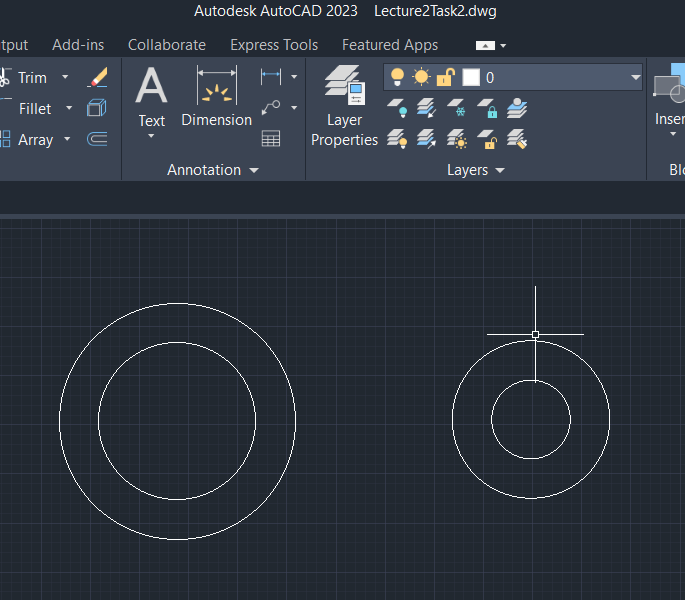 Autodesk AutoCAD 2023 Lecture2Task2.dwg
tput Add-ins Collaborate Express Tools Featured Apps
Trim
Fillet
Array
A
Text
Dimension
Annotation
Layer
Properties
0
Layers
Inser
Blo